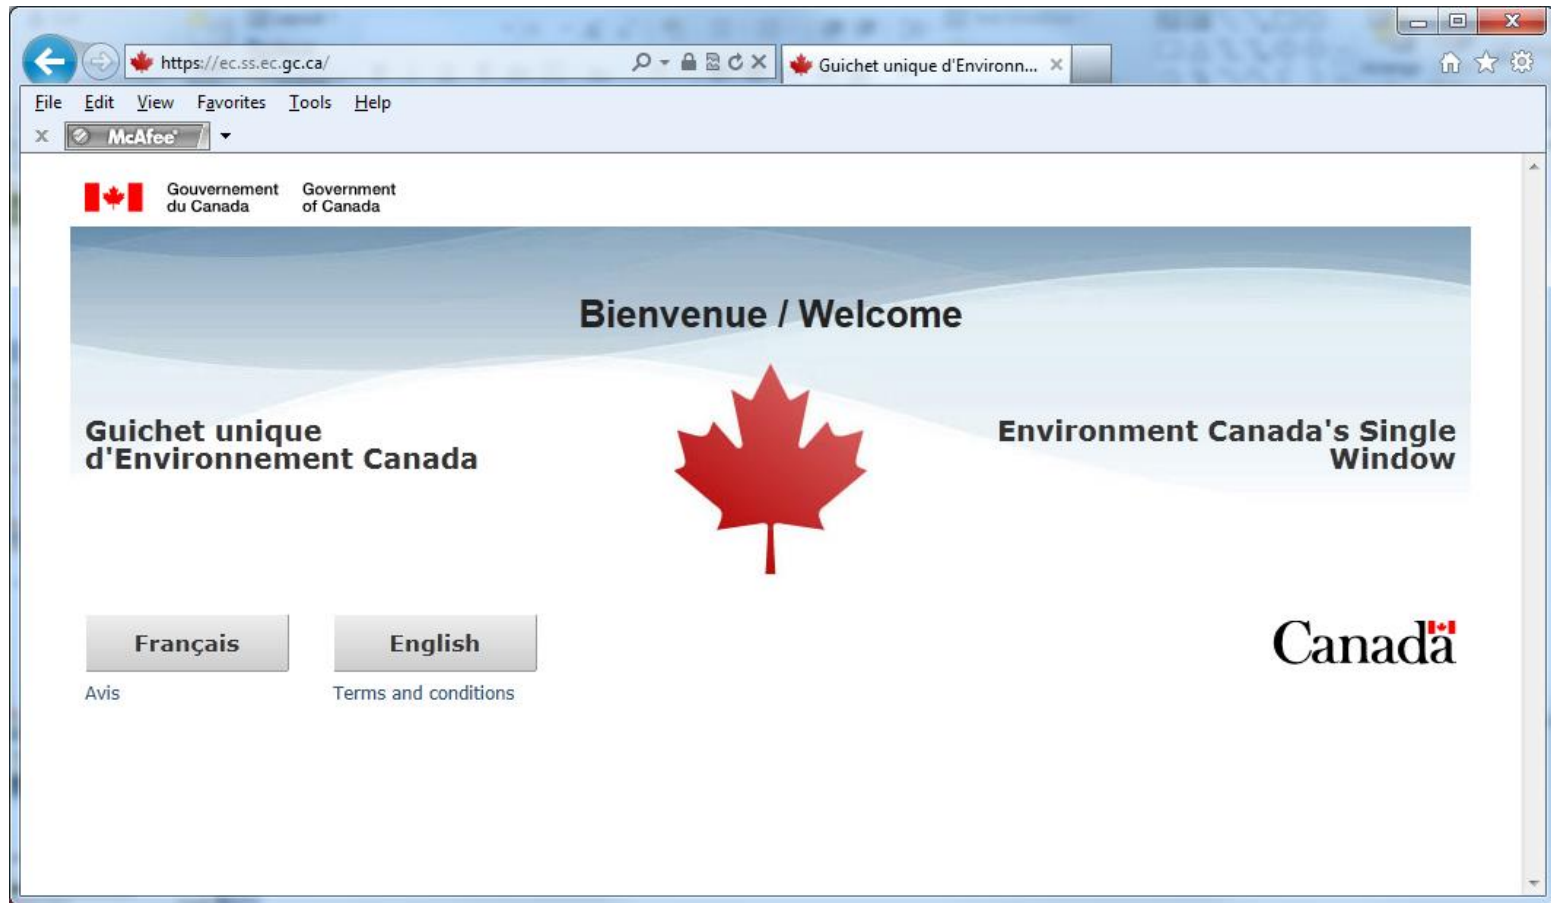 https://ec.ss.ec.gc.ca/
Guichet unique d'Environn...
File Edit View Favorites Tools Help
x McAfee
Gouvernement du Canada
Government of Canada
Bienvenue / Welcome
Guichet unique
d'Environnement Canada
Environment Canada's Single
Window
Français English
Canada
Avis Terms and conditions